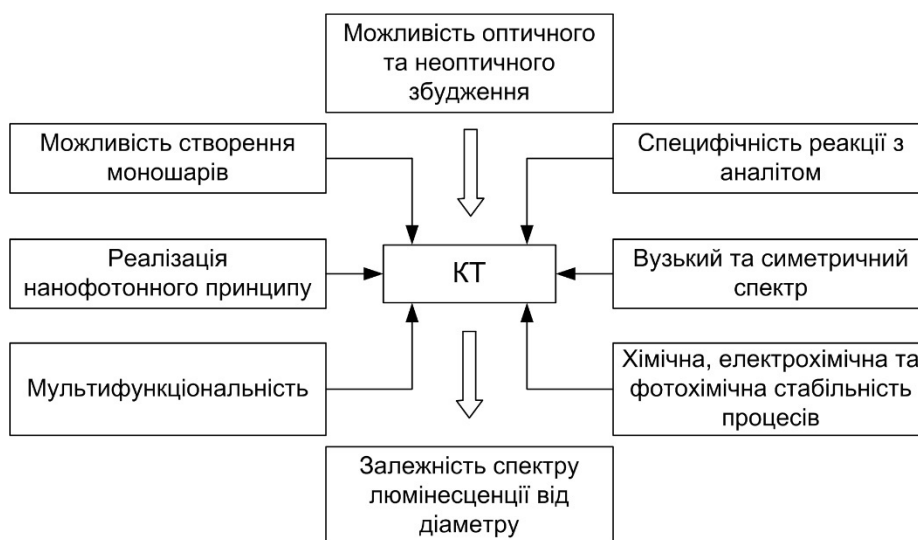 Можливість оптичного
та неоптичного
збудження
Можливість створення
моношарів
Специфічність реакції з
аналітом
Реалізація
нанофотонного принципу
КТ
Вузький та симетричний
спектр
Мультифункціональність
Хімічна, електрохімічна та
фотохімічна стабільність
процесів
Залежність спектру
люмінесценції від
діаметру